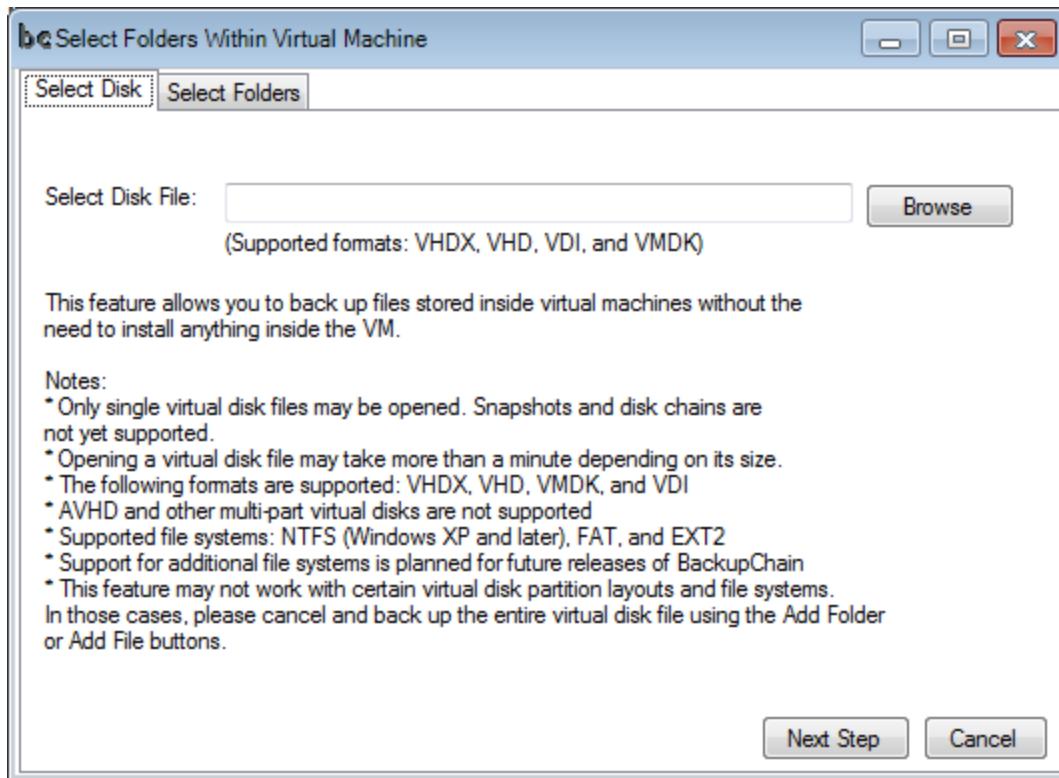 bc Select Folders Within Virtual Machine
Select Disk
Select Folders
Select Disk File:
Browse
(Supported formats: VHDX, VHD, VDI, and VMDK)
This feature allows you to back up files stored inside virtual machines without the
need to install anything inside the VM.
Notes:
* Only single virtual disk files may be opened. Snapshots and disk chains are
not yet supported.
* Opening a virtual disk file may take more than a minute depending on its size.
* The following formats are supported: VHDX, VHD, VMDK, and VDI
* AVHD and other multi-part virtual disks are not supported
* Supported file systems: NTFS (Windows XP and later), FAT, and EXT2
* Support for additional file systems is planned for future releases of BackupChain
* This feature may not work with certain virtual disk partition layouts and file systems.
In those cases, please cancel and back up the entire virtual disk file using the Add Folder
or Add File buttons.
Next Step
Cancel